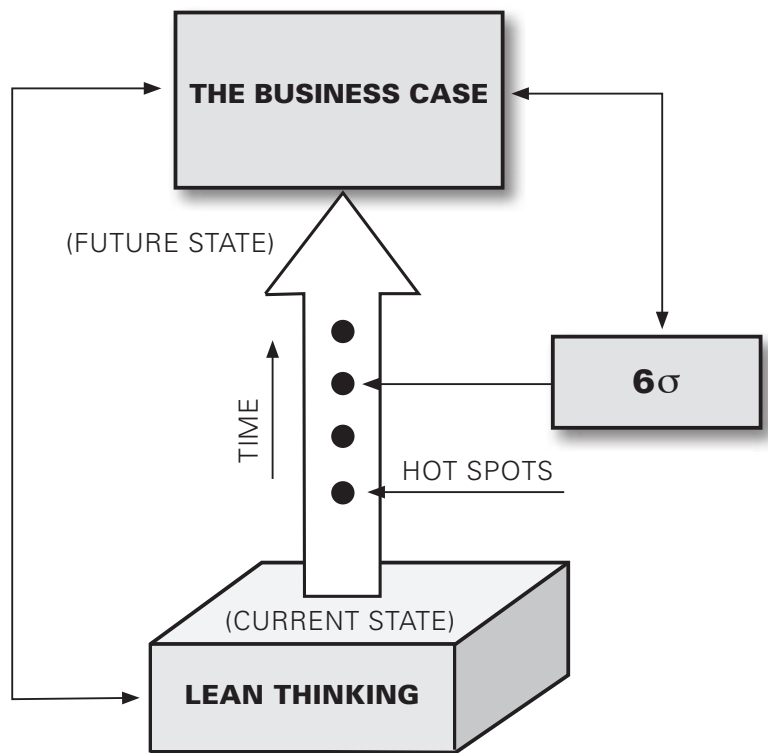 THE BUSINESS CASE
(FUTURE STATE)
6σ
TIME
HOT SPOTS
(CURRENT STATE)
LEAN THINKING